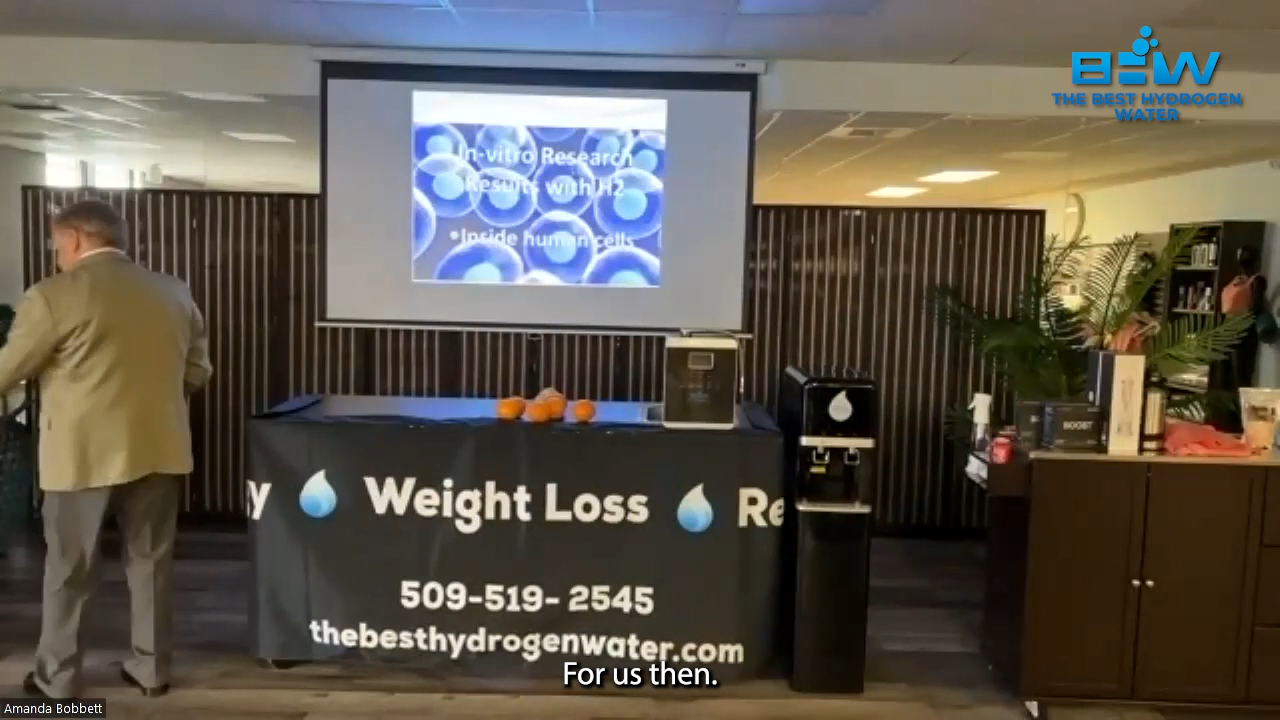 BHW
THE BEST HYDROGEN
WATER
In-vitro Research
Results with H2
•Inside human cells
y Weight Loss Re
509-519- 2545
thebesthydrogenwater.com
BOOST
For us then.
Amanda Bobbett